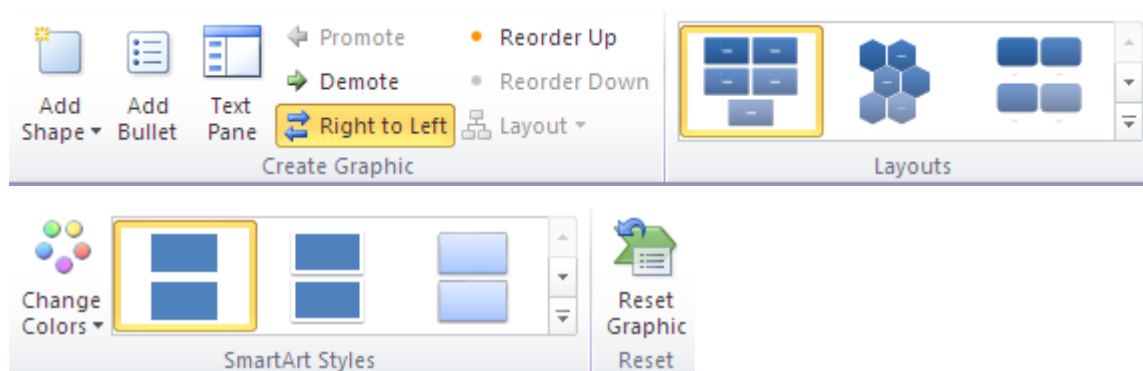 Promote
Reorder Up
Demote
Reorder Down
Add Shape
Add Bullet
Text Pane
Right to Left
Layout
Create Graphic
Layouts
Change Colors
Reset Graphic
SmartArt Styles
Reset